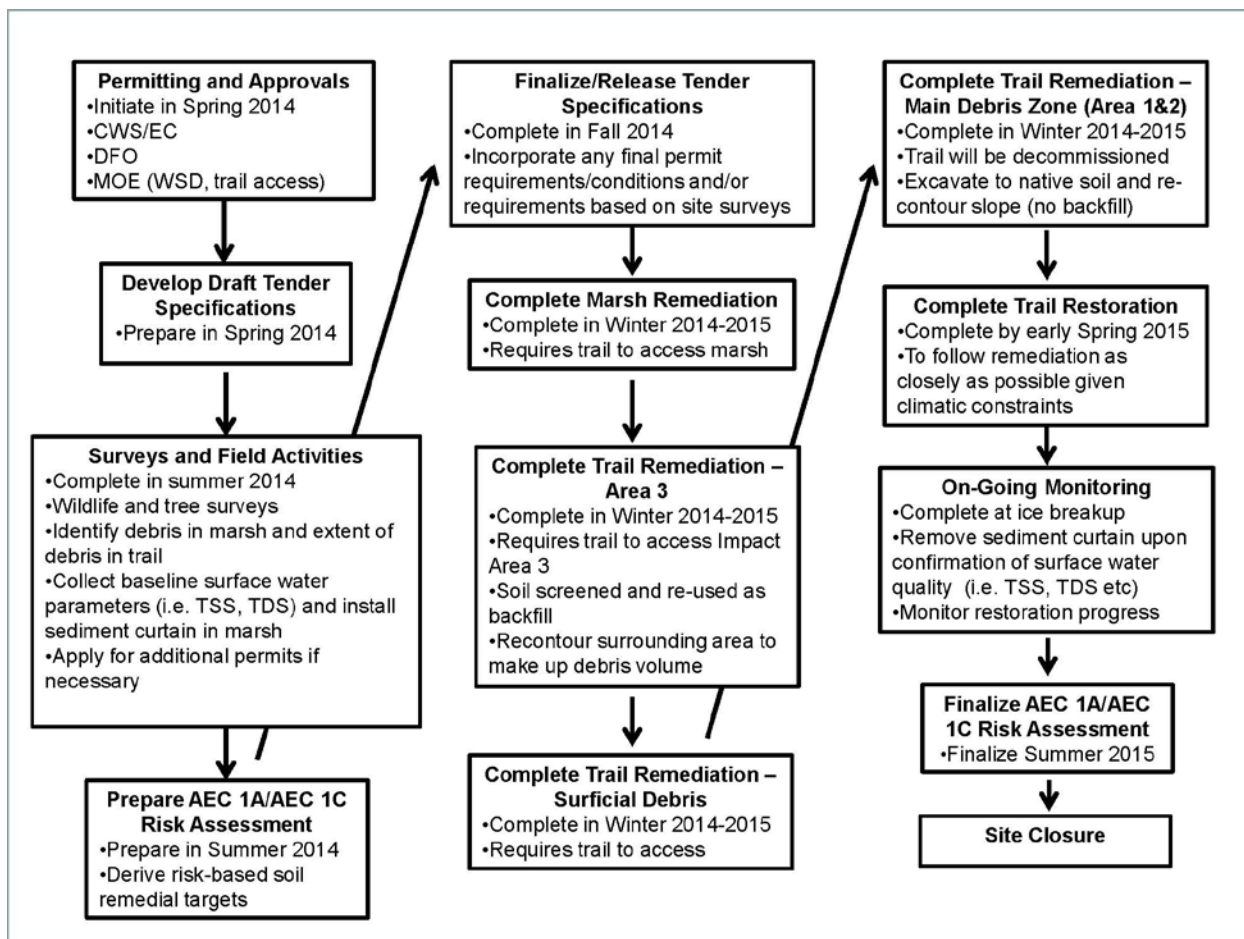 Permitting and Approvals
•Initiate in Spring 2014
•CWS/EC
•DFO
•MOE (WSD, trail access)
Develop Draft Tender
Specifications
•Prepare in Spring 2014
Surveys and Field Activities
•Complete in summer 2014
•Wildlife and tree surveys
•Identify debris in marsh and extent of
debris in trail
•Collect baseline surface water
parameters (i.e. TSS, TDS) and install
sediment curtain in marsh
•Apply for additional permits if
necessary
Prepare AEC 1A/AEC 1C
Risk Assessment
•Prepare in Summer 2014
•Derive risk-based soil
remedial targets
Finalize/Release Tender
Specifications
•Complete in Fall 2014
•Incorporate any final permit
requirements/conditions and/or
requirements based on site surveys
Complete Marsh Remediation
•Complete in Winter 2014-2015
•Requires trail to access marsh
Complete Trail Remediation –
Area 3
•Complete in Winter 2014-2015
•Requires trail to access Impact
Area 3
•Soil screened and re-used as
backfill
•Recontour surrounding area to
make up debris volume
Complete Trail Remediation –
Surficial Debris
•Complete in Winter 2014-2015
•Requires trail to access
Complete Trail Remediation –
Main Debris Zone (Area 1&2)
•Complete in Winter 2014-2015
•Trail will be decommissioned
•Excavate to native soil and re-
contour slope (no backfill)
Complete Trail Restoration
•Complete by early Spring 2015
•To follow remediation as
closely as possible given
climatic constraints
On-Going Monitoring
•Complete at ice breakup
•Remove sediment curtain upon
confirmation of surface water
quality (i.e. TSS, TDS etc)
•Monitor restoration progress
Finalize AEC 1A/AEC
1C Risk Assessment
•Finalize Summer 2015
Site Closure